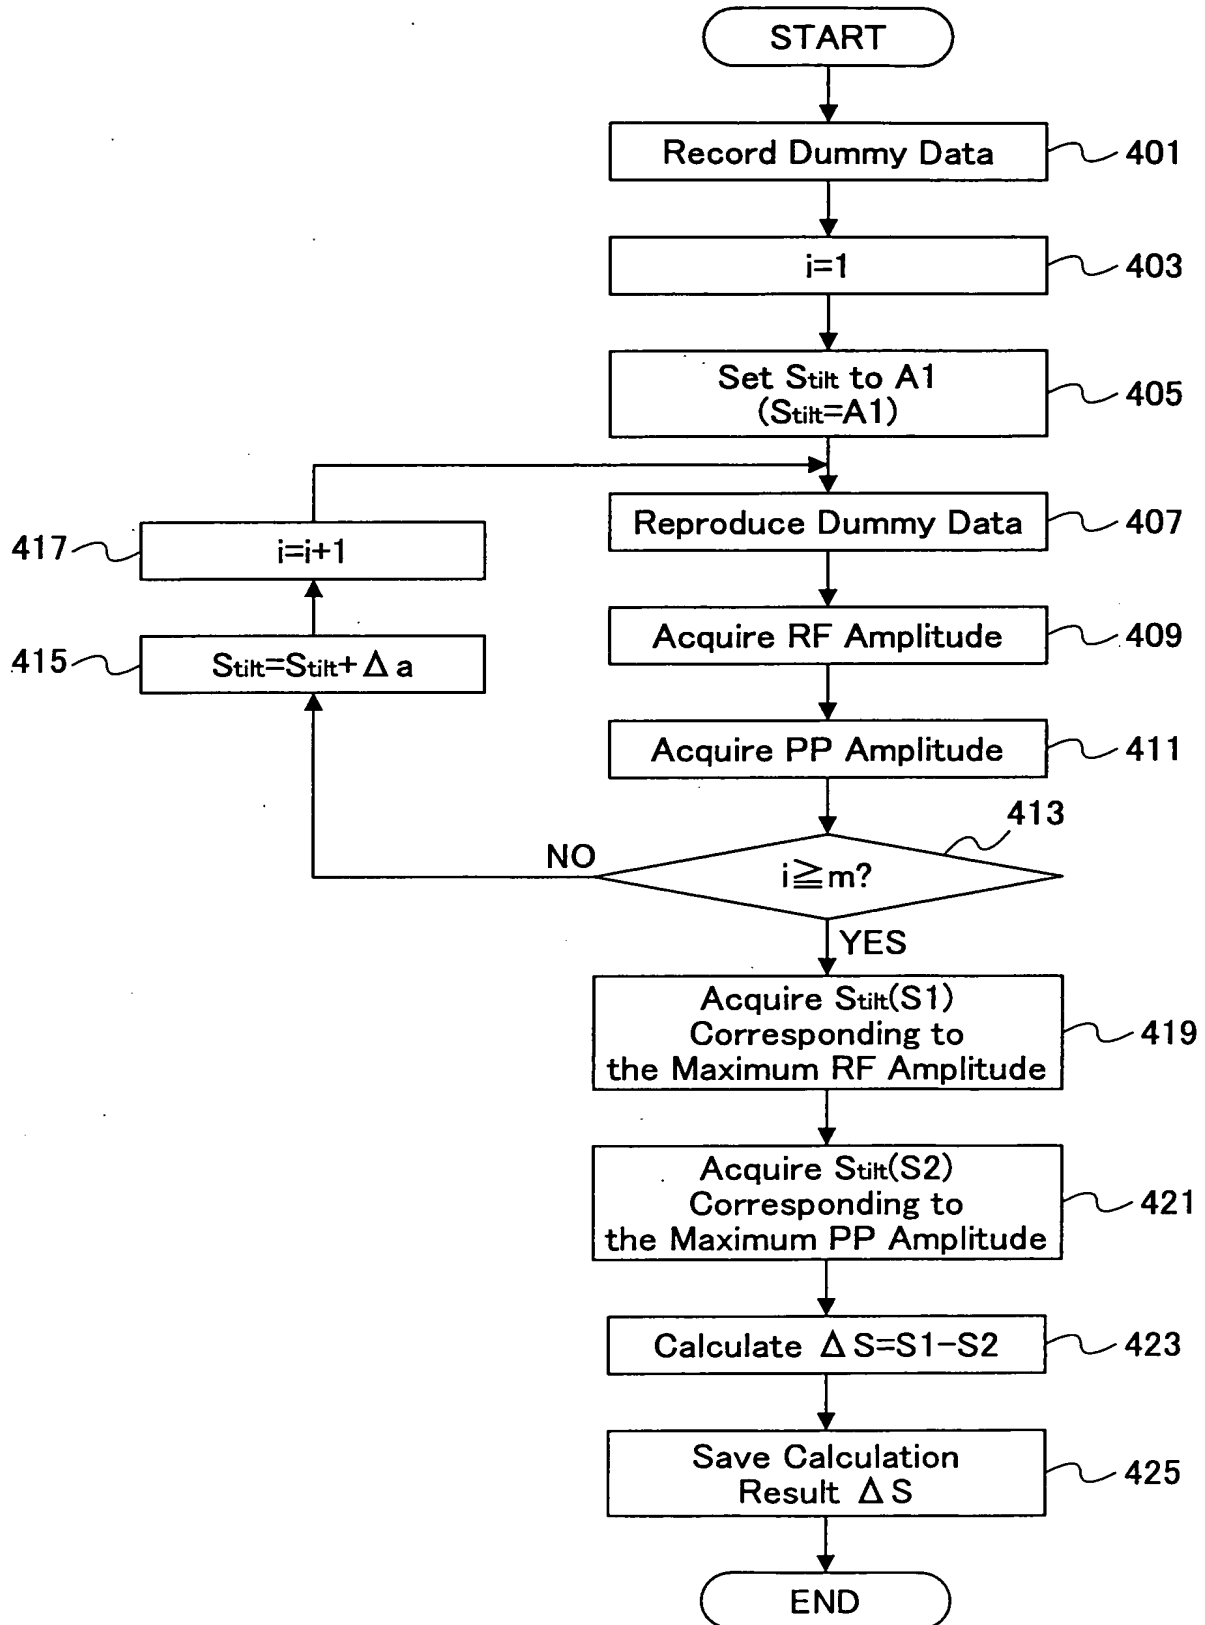 START
Record Dummy Data
401
i=1
403
Set Stilt to A1
(Stilt=A1)
405
Reproduce Dummy Data
407
417
i=i+1
Acquire RF Amplitude
409
415
Stilt=Stilt+Δa
Acquire PP Amplitude
411
413
NO
i≧m?
YES
Acquire Stilt(S1)
Corresponding to
the Maximum RF Amplitude
419
Acquire Stilt(S2)
Corresponding to
the Maximum PP Amplitude
421
Calculate ΔS=S1-S2
423
Save Calculation
Result ΔS
425
END